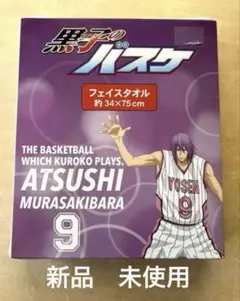 黒子の
バスケ
フェイスタオル
約34×75cm
THE BASKETBALL
WHICH KUROKO PLAYS.
ATSUSHI
MURASAKIBARA
9
YOSEN
9
新品 未使用